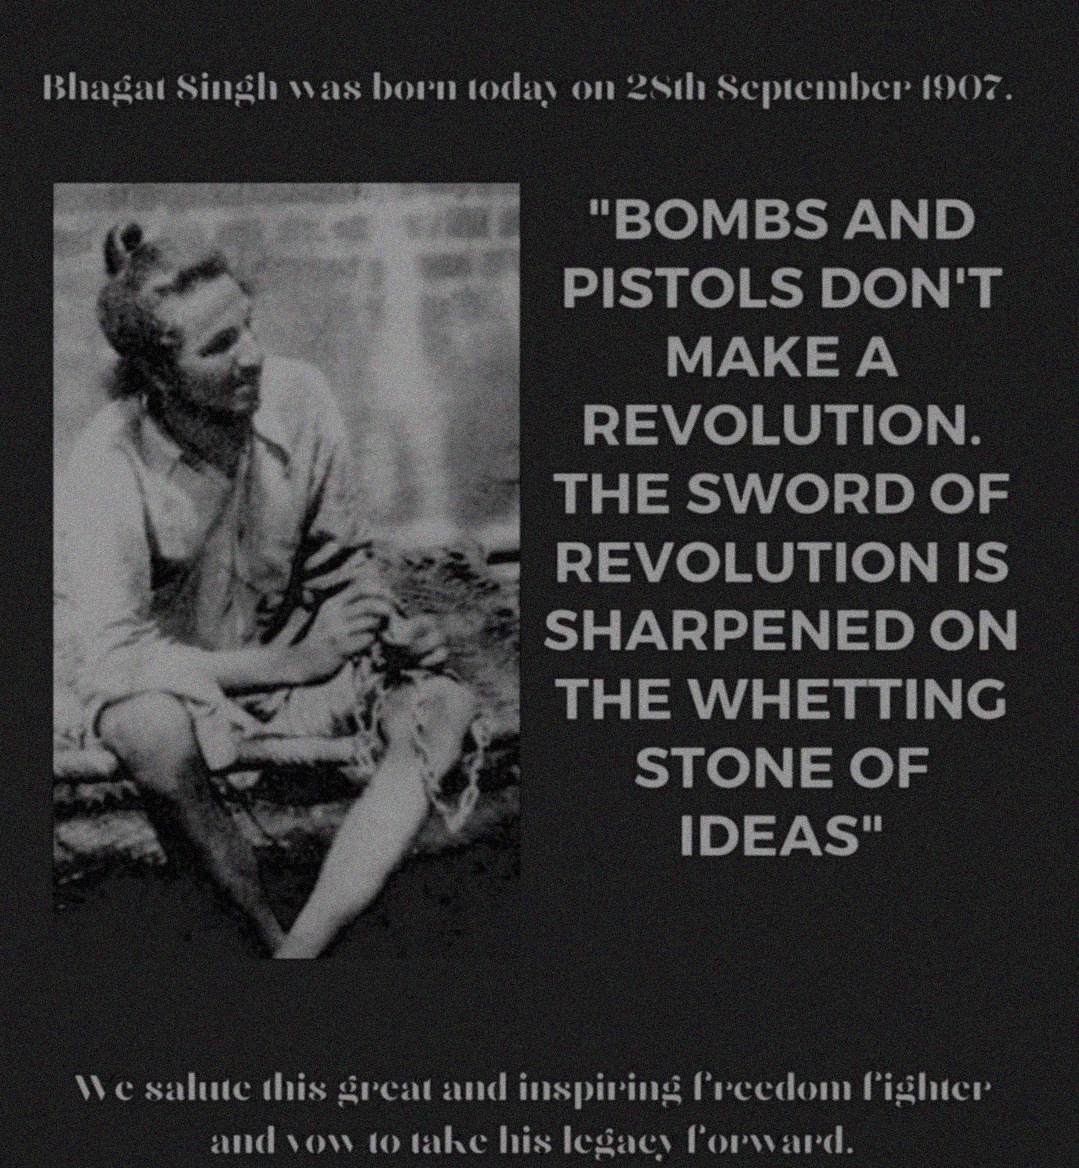 Bhagat Singh was born today on 28th September 1907.
"BOMBS AND
PISTOLS DON'T
MAKE A
REVOLUTION.
THE SWORD OF
REVOLUTION IS
SHARPENED ON
THE WHETTING
STONE OF
IDEAS"
We salute this great and inspiring freedom fighter
and vow to take his legacy forward.